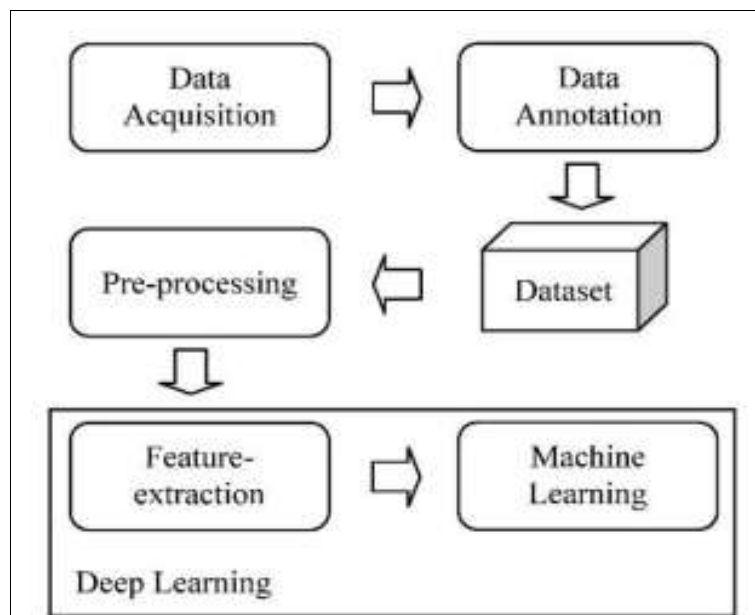 Data
Acquisition
Data
Annotation
Pre-processing
Dataset
Feature-
extraction
Machine
Learning
Deep Learning